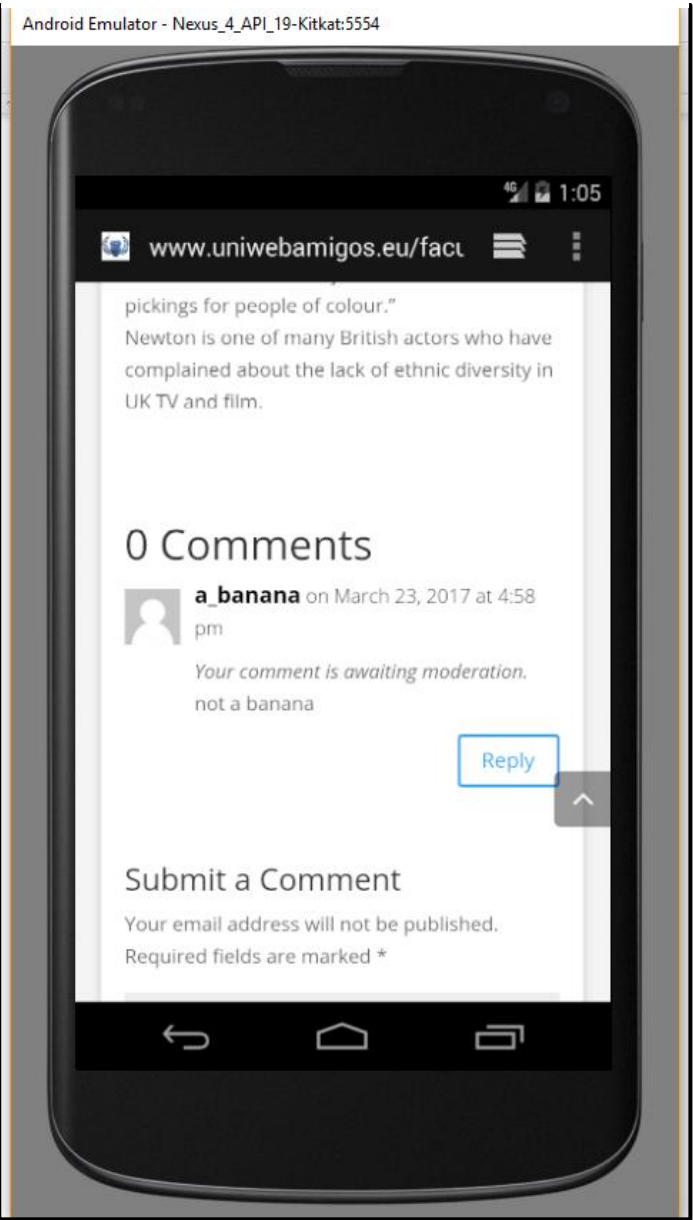 Android Emulator - Nexus_4_API_19-Kitkat:5554
4G 1:05
www.uniwebamigos.eu/facu
pickings for people of colour.”
Newton is one of many British actors who have
complained about the lack of ethnic diversity in
UK TV and film.
0 Comments
a_banana on March 23, 2017 at 4:58
pm
Your comment is awaiting moderation.
not a banana
Reply
Submit a Comment
Your email address will not be published.
Required fields are marked *